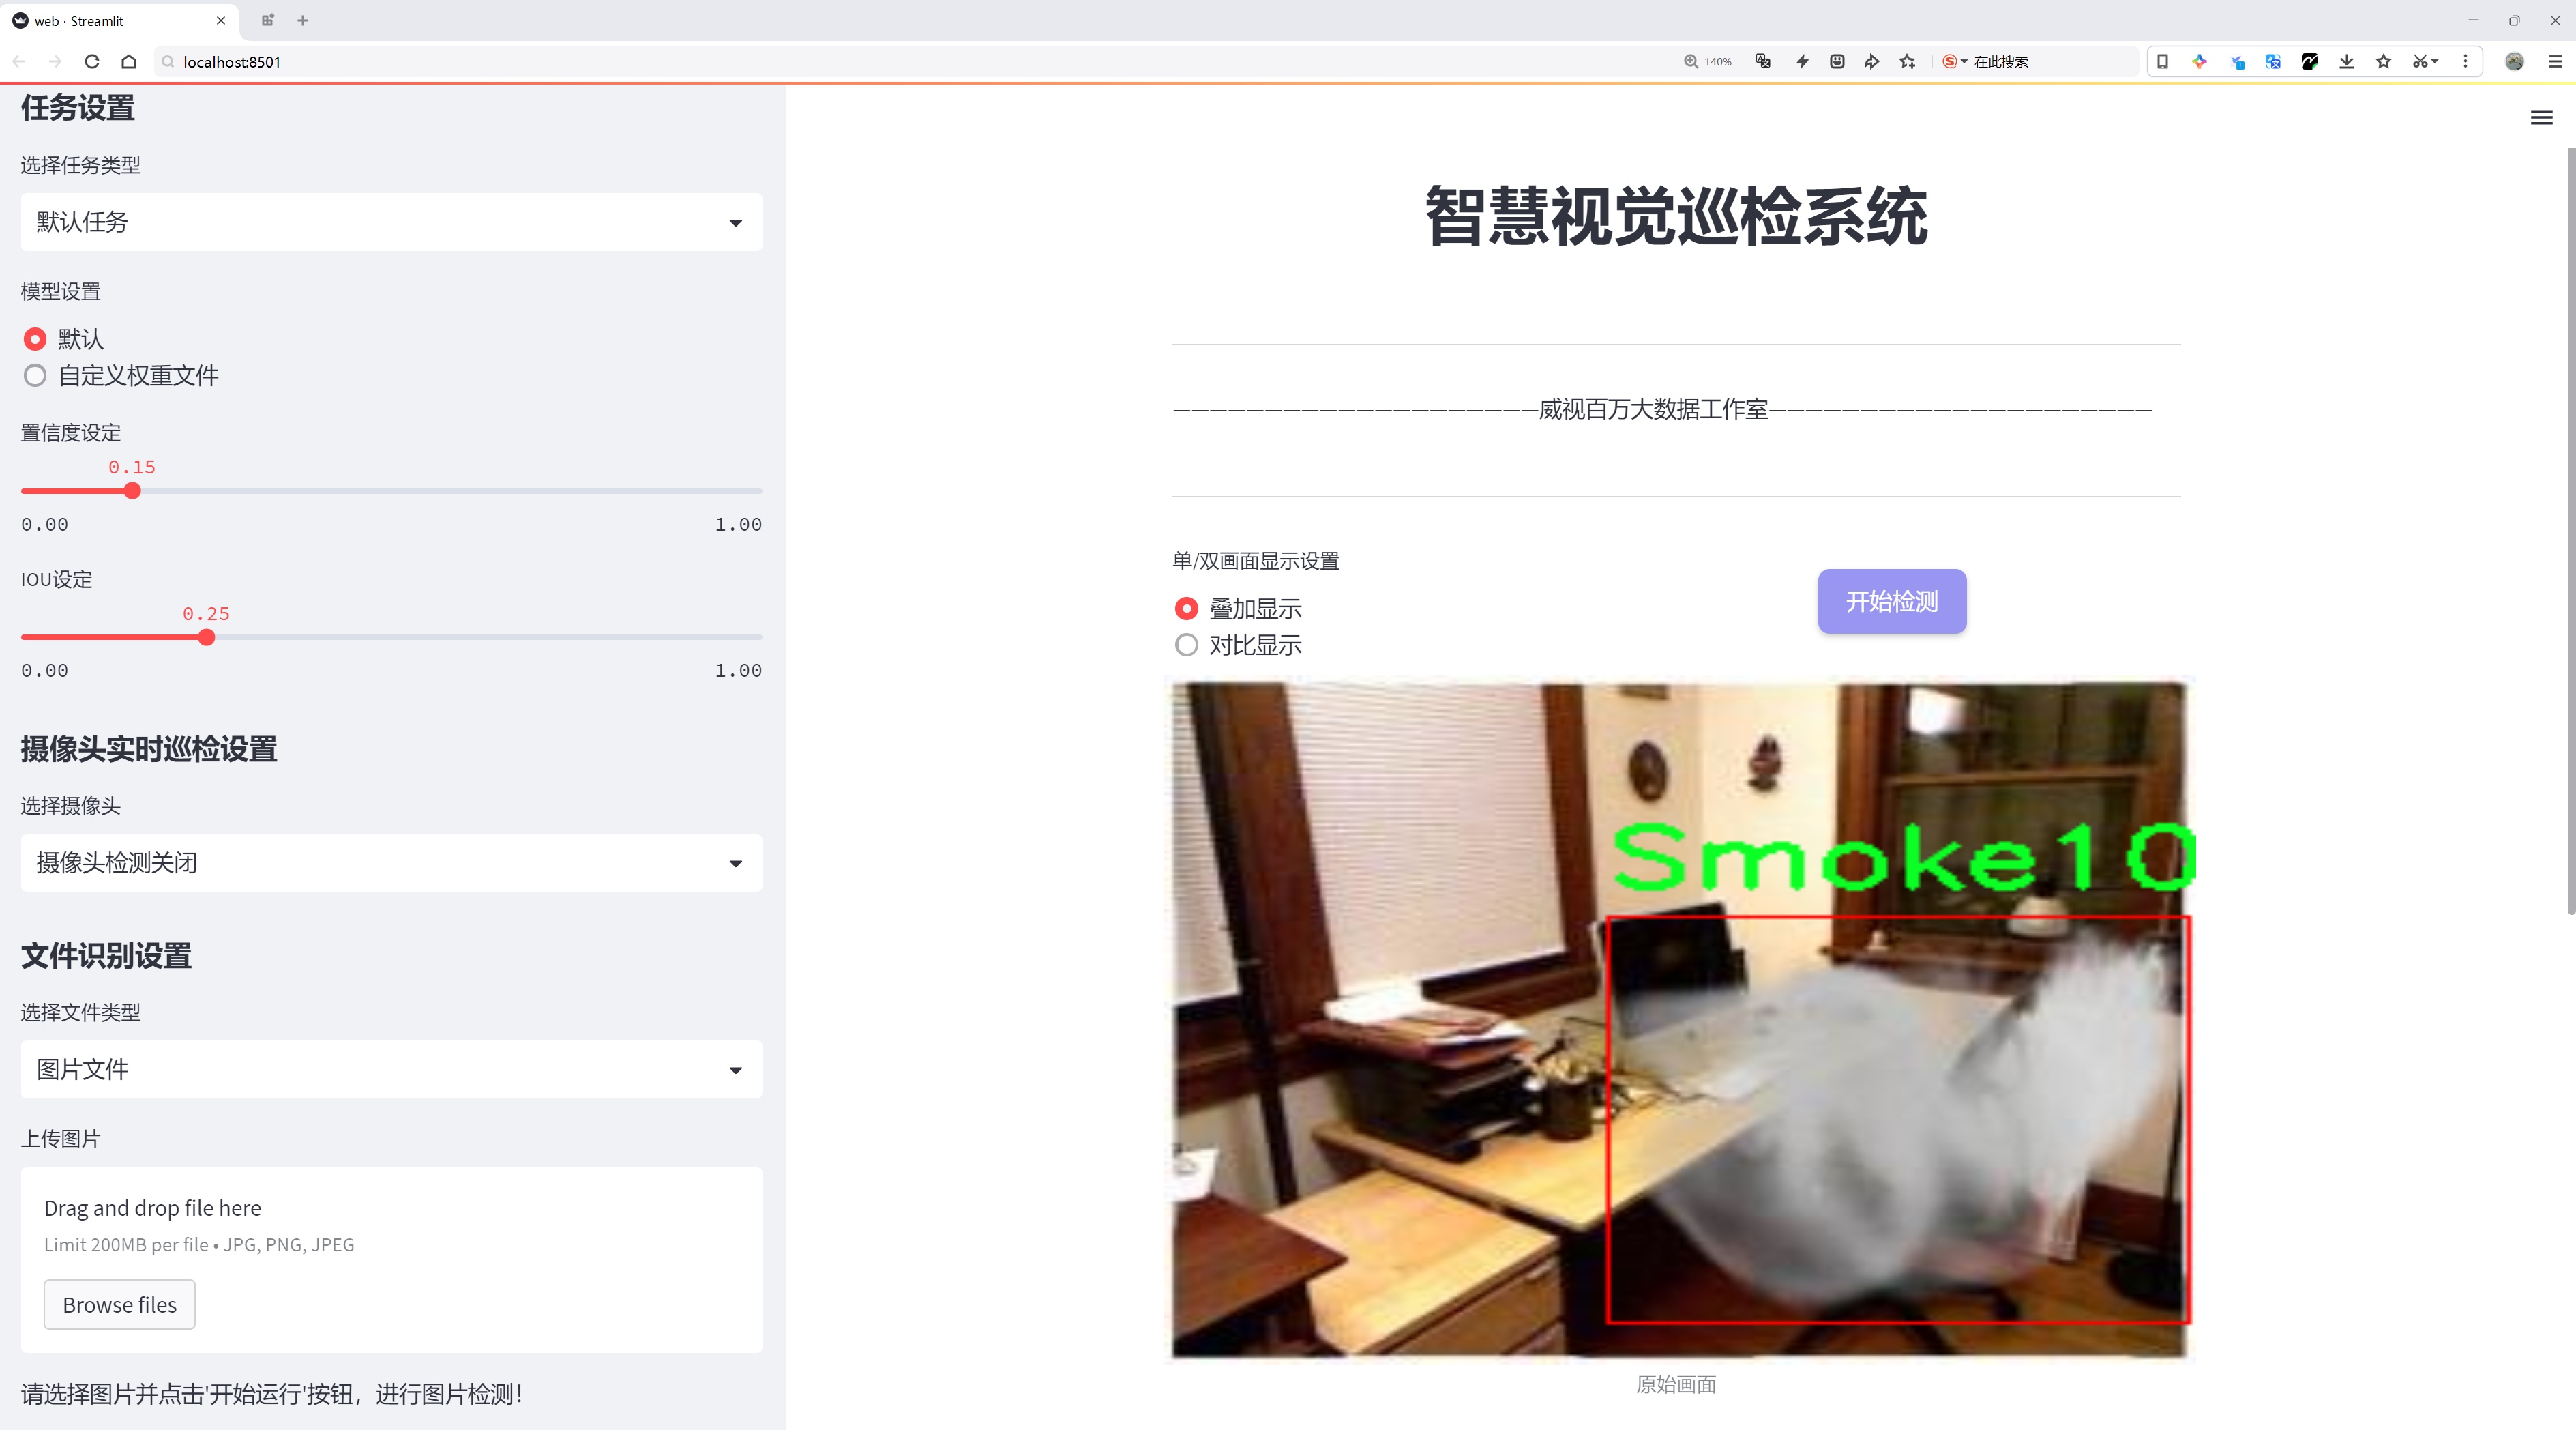 web · Streamlit
localhost:8501
140%
在此搜索
任务设置
选择任务类型
默认任务
模型设置
默认
自定义权重文件
置信度设定
0.15
0.00
1.00
IOU设定
0.25
0.00
1.00
摄像头实时巡检设置
选择摄像头
摄像头检测关闭
文件识别设置
选择文件类型
图片文件
上传图片
Drag and drop file here
Limit 200MB per file • JPG, PNG, JPEG
Browse files
请选择图片并点击'开始运行'按钮，进行图片检测！
智慧视觉巡检系统
————————————————————威视百万大数据工作室—————————————————————
单/双画面显示设置
叠加显示
对比显示
开始检测
Smoke10
原始画面